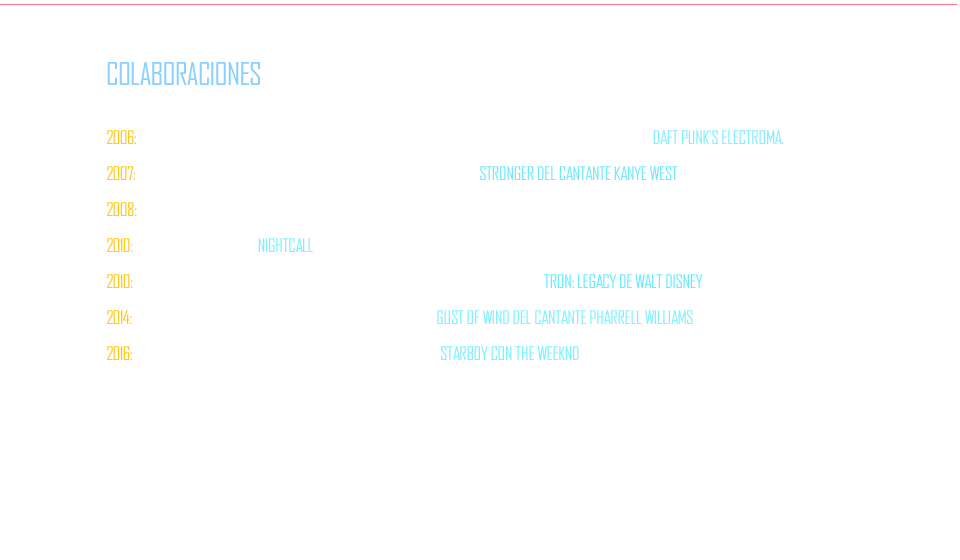 COLABORACIONES
2006: DAFT PUNK'S ELECTROMA.
2007: STRONGER DEL CANTANTE KANYE WEST
2008:
2010: NIGHTCALL
2010: TRON: LEGACY DE WALT DISNEY
2014: GUST OF WIND DEL CANTANTE PHARRELL WILLIAMS
2016: STARBOY CON THE WEEKND